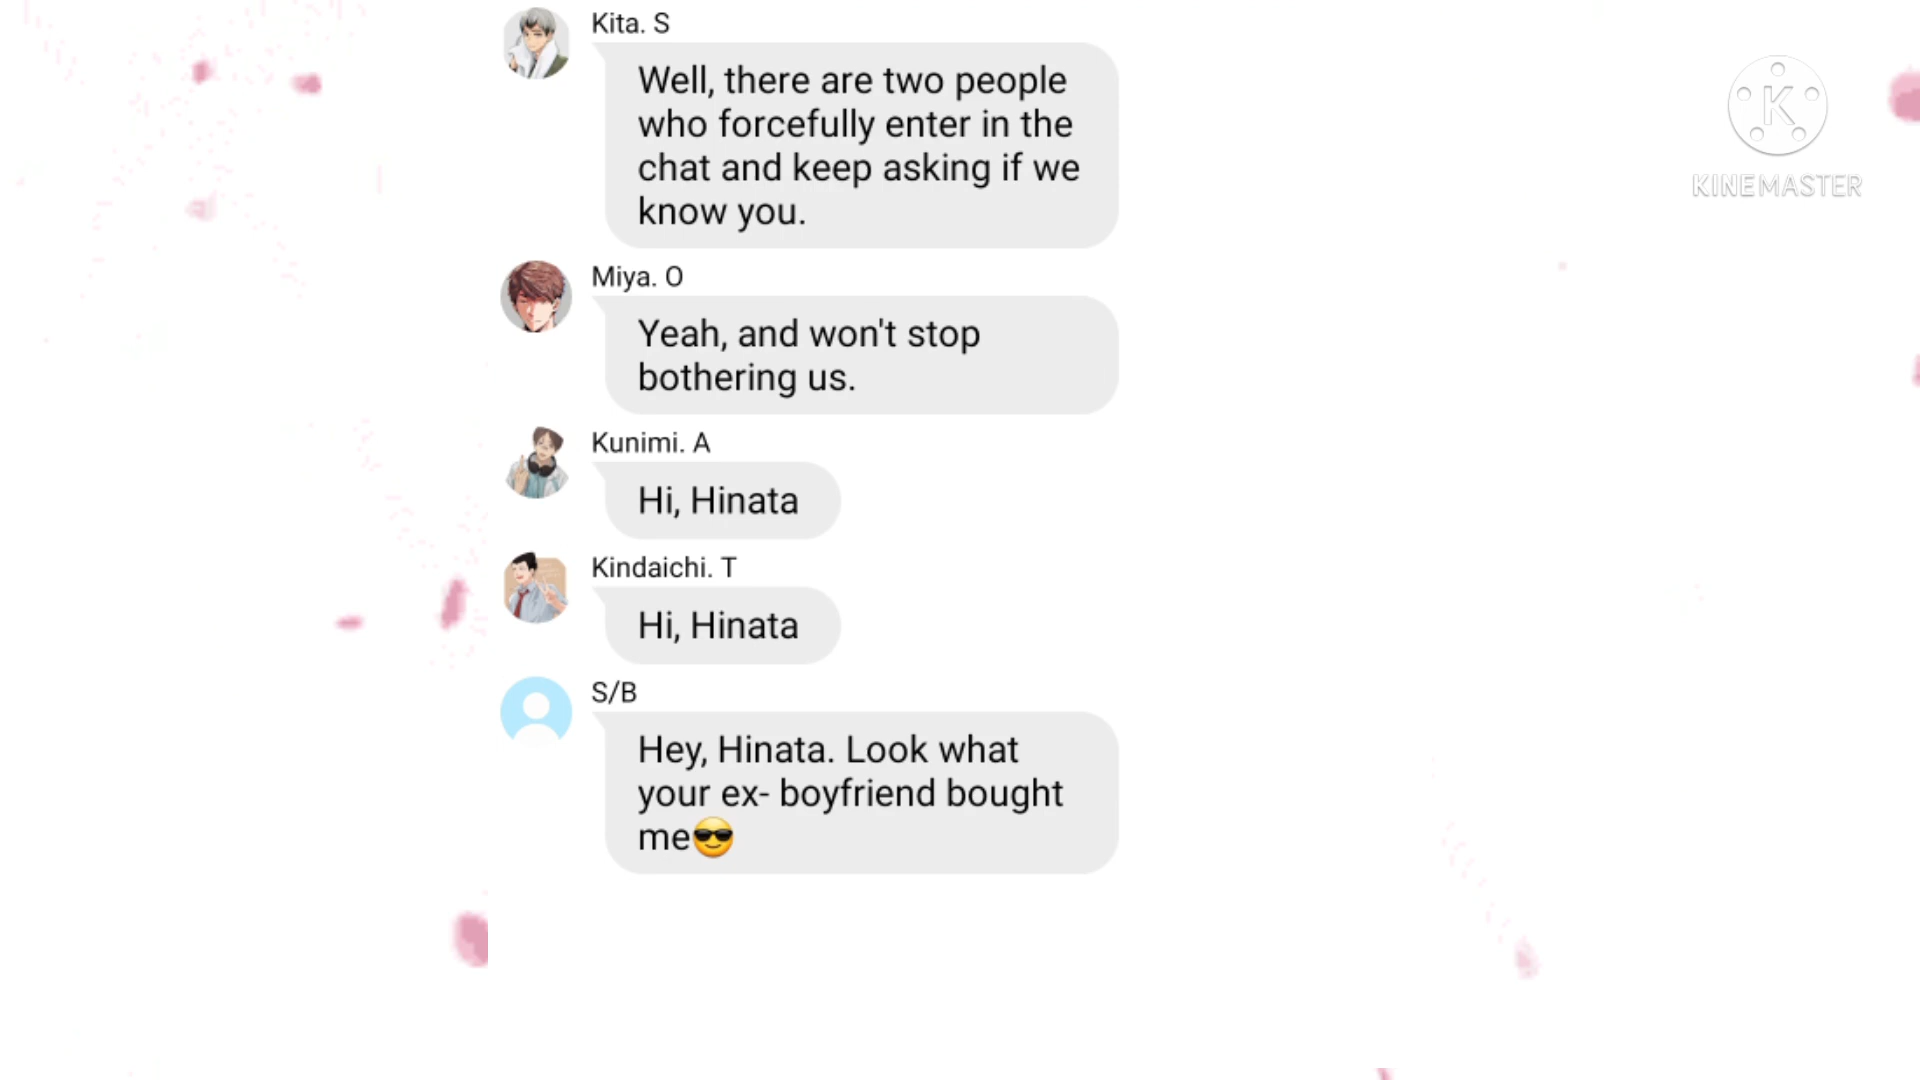 Kita. S
Well, there are two people
who forcefully enter in the
chat and keep asking if we
know you.
Miya. O
Yeah, and won't stop
bothering us.
Kunimi. A
Hi, Hinata
Kindaichi. T
Hi, Hinata
S/B
Hey, Hinata. Look what
your ex- boyfriend bought
me😎
K
KINEMASTER